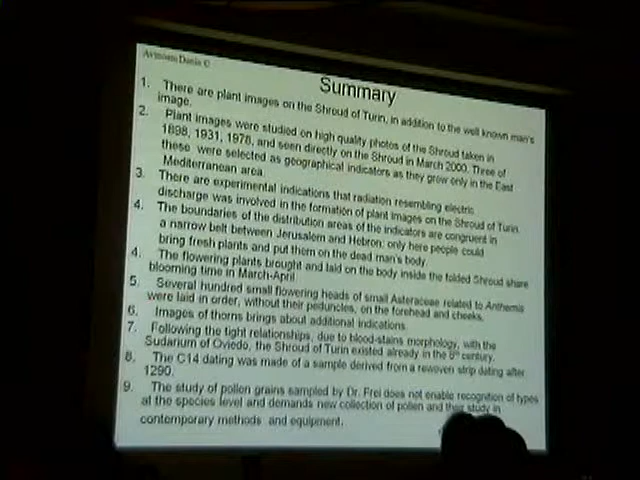 Avinoam Danin ©
Summary
1. There are plant images on the Shroud of Turin, in addition to the well known man's
image.
2. Plant images were studied on high quality photos of the Shroud taken in
1898, 1931, 1978, and seen directly on the Shroud in March 2000. Three of
these were selected as geographical indicators as they grow only in the East
Mediterranean area.
3. There are experimental indications that radiation resembling electric
discharge was involved in the formation of plant images on the Shroud of Turin.
4. The boundaries of the distribution areas of the indicators are congruent in
a narrow belt between Jerusalem and Hebron; only here people could
bring fresh plants and put them on the dead man's body.
4. The flowering plants brought and laid on the body inside the folded Shroud share
blooming time in March-April.
5. Several hundred small flowering heads of small Asteraceae related to Anthemis
were laid in order, without their peduncles, on the forehead and cheeks.
6. Images of thorns brings about additional indications.
7. Following the tight relationships, due to blood-stains morphology, with the
Sudarium of Oviedo, the Shroud of Turin existed already in the 8th century.
8. The C14 dating was made of a sample derived from a rewoven strip dating after
1290.
9. The study of pollen grains sampled by Dr. Frei does not enable recognition of types
at the species level and demands new collection of pollen and their study in
contemporary methods and equipment.